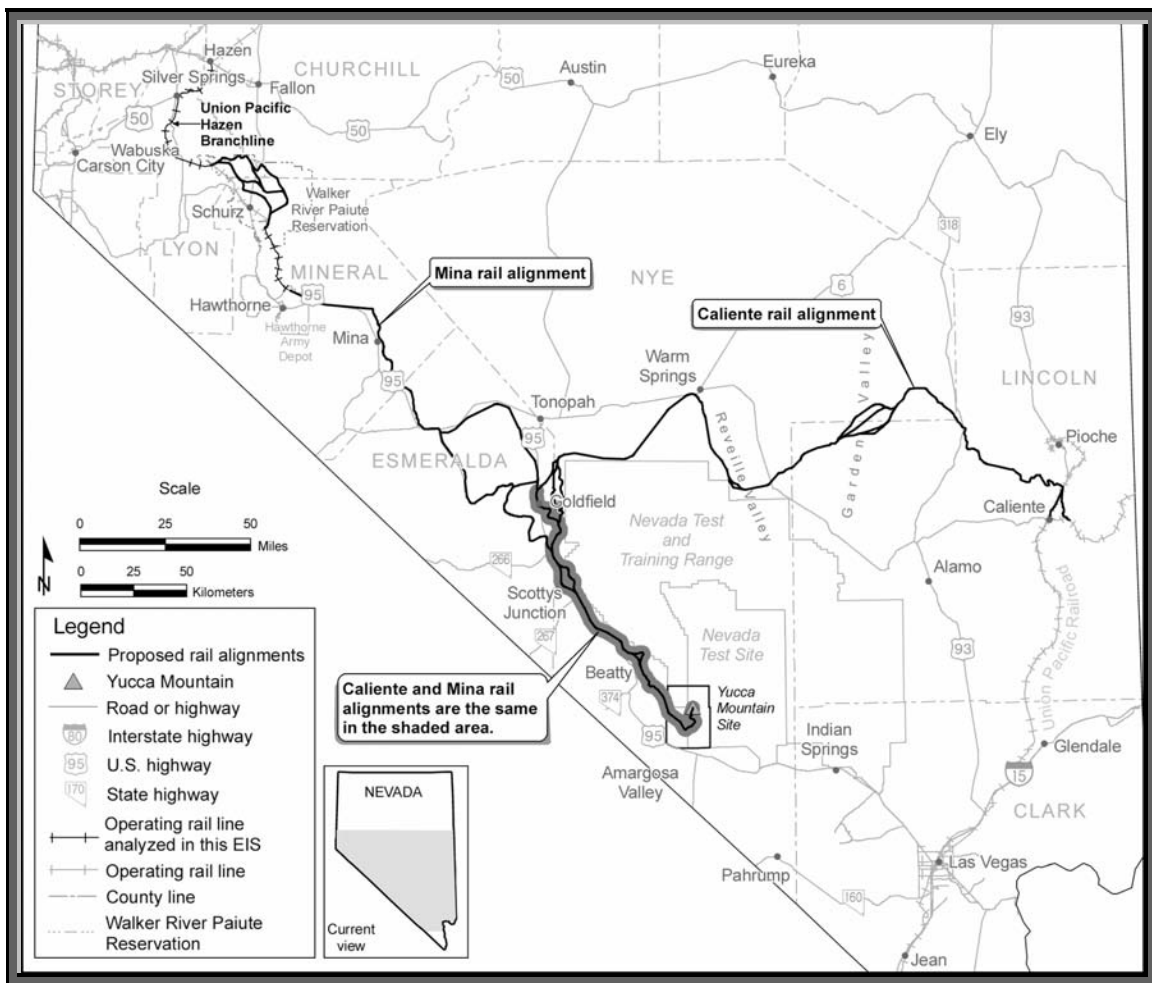 Hazen
CHURCHILL
Austin
Eureka
Silver Springs
50
STOREY
Fallon
50
Union Pacific
Hazen
Branchline
50
Ely
Wabuska
Carson City
Walker
River Paiute
Reservation
Schurz
318
LYON
MINERAL
Mina rail alignment
NYE
6
Hawthorne
95
Caliente rail alignment
93
Hawthorne
Army
Depot
Mina
Warm
Springs
LINCOLN
95
Garden Valley
Tonopah
95
Reveille Valley
Pioche
ESMERALDA
Scale
0 25 50
Miles
0 25 50
Kilometers
N
Goldfield
Caliente
Nevada Test
and
Training Range
266
Alamo
Scottys
Junction
Union Pacific Railroad
267
Nevada
Test Site
93
Beatty
Caliente and Mina rail
alignments are the same
in the shaded area.
374
Yucca
Mountain
Site
95
Indian
Springs
Glendale
Amargosa
Valley
15
CLARK
Las Vegas
Pahrump
160
Jean
Legend
Proposed rail alignments
Yucca Mountain
Road or highway
80
Interstate highway
95
U.S. highway
170
State highway
Operating rail line
analyzed in this EIS
Operating rail line
County line
Walker River Paiute
Reservation
NEVADA
Current
view